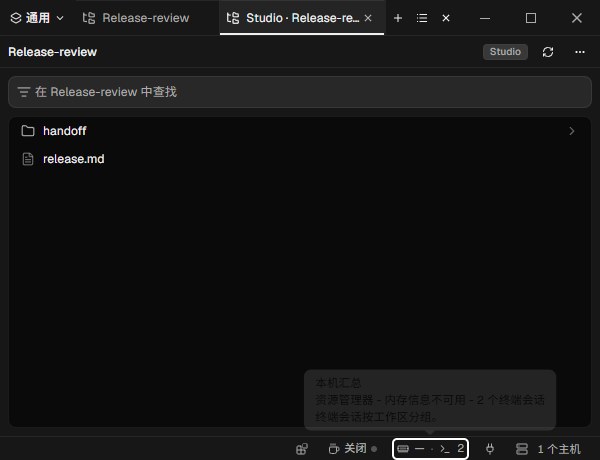 通用
Release-review
Studio · Release-re...
Release-review
Studio
在 Release-review 中查找
handoff
release.md
本机汇总
资源管理器 - 内存信息不可用 - 2 个终端会话
终端会话按工作区分组。
关闭
— · 2
1 个主机